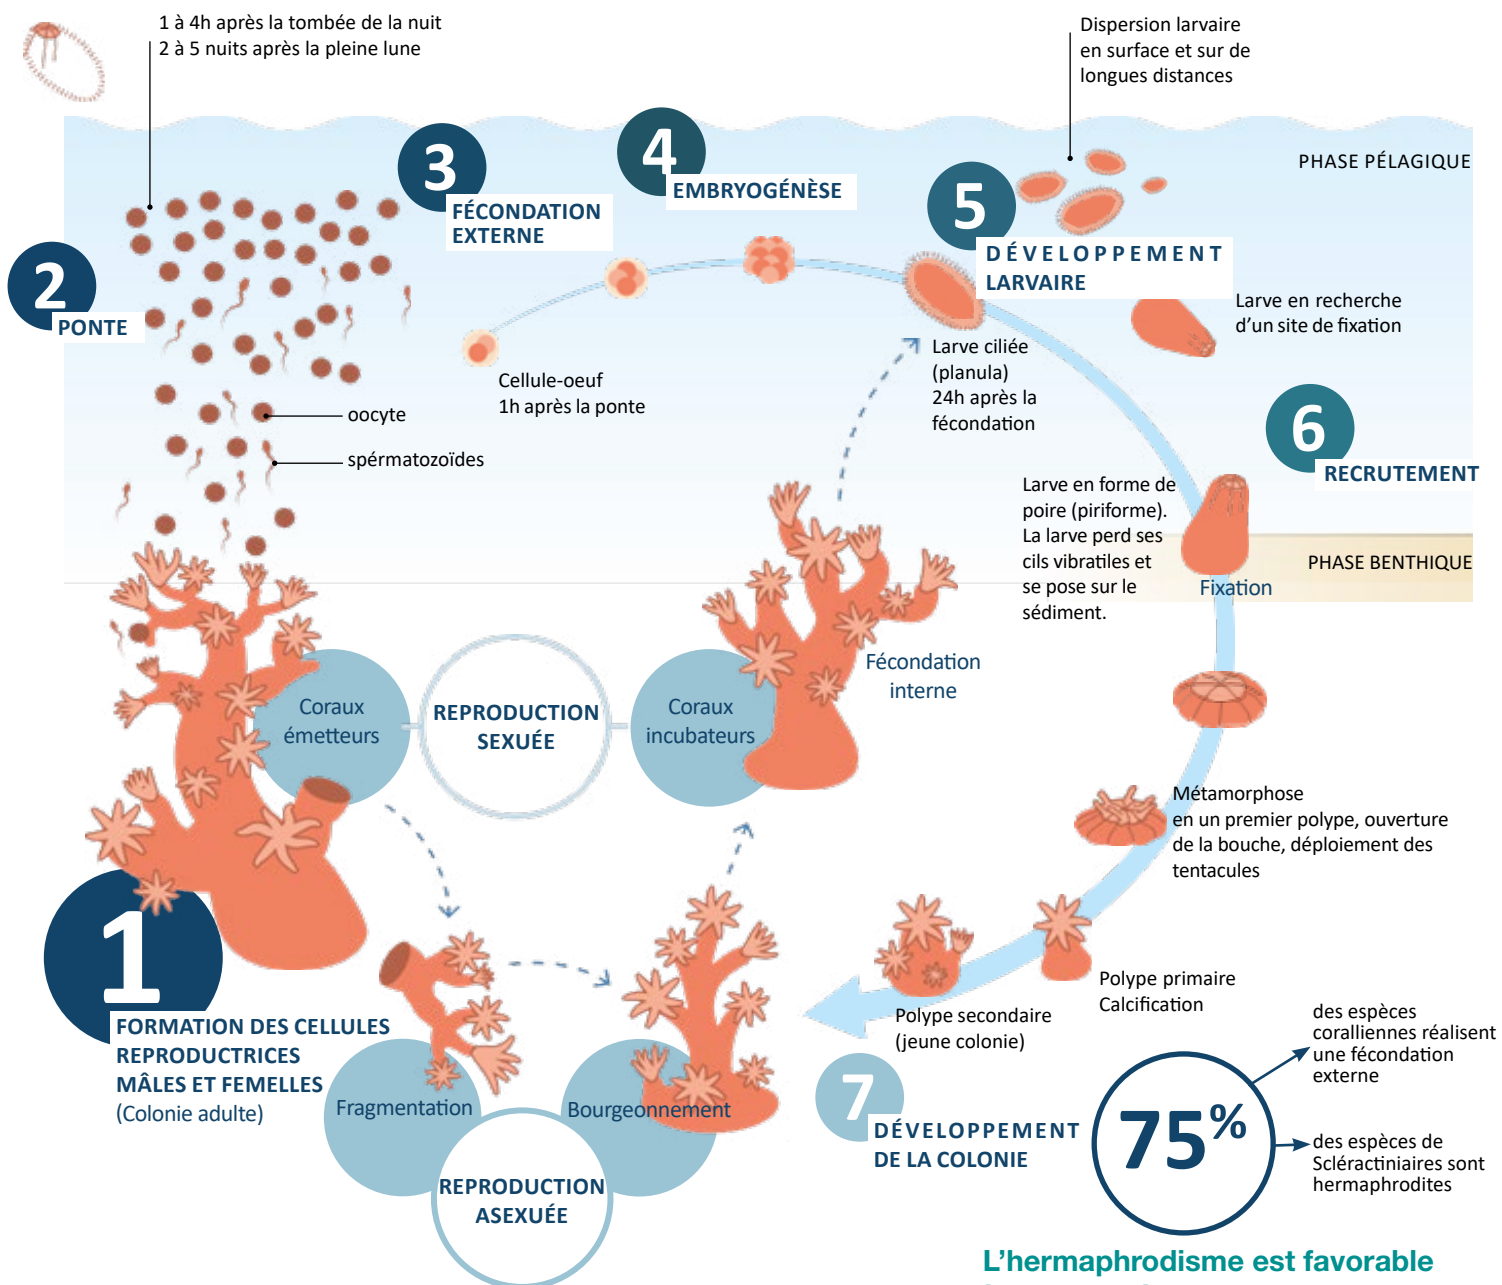 1 à 4h après la tombée de la nuit
2 à 5 nuits après la pleine lune
Dispersion larvaire
en surface et sur de
longues distances
PHASE PÉLAGIQUE
2
PONTE
3
FÉCONDATION
EXTERNE
4
EMBRYOGÉNÈSE
5
DÉVELOPPEMENT
LARVAIRE
Larve en recherche
d'un site de fixation
Cellule-oeuf
1h après la ponte
Larve ciliée
(planula)
24h après la
fécondation
oocyte
spérmatozoïdes
6
RECRUTEMENT
Larve en forme de
poire (piriforme).
La larve perd ses
cils vibratiles et
se pose sur le
sédiment.
PHASE BENTHIQUE
Fixation
Coraux
émetteurs
REPRODUCTION
SEXUÉE
Coraux
incubateurs
Fécondation
interne
Métamorphose
en un premier polype, ouverture
de la bouche, déploiement des
tentacules
1
FORMATION DES CELLULES
REPRODUCTRICES
MÂLES ET FEMELLES
(Colonie adulte)
Fragmentation
Bourgeonnement
REPRODUCTION
ASEXUÉE
Polype primaire
Calcification
Polype secondaire
(jeune colonie)
7
DÉVELOPPEMENT
DE LA COLONIE
75%
des espèces
coralliennes réalisent
une fécondation
externe
des espèces de
Scléractiniaires sont
hermaphrodites
L'hermaphrodisme est favorable